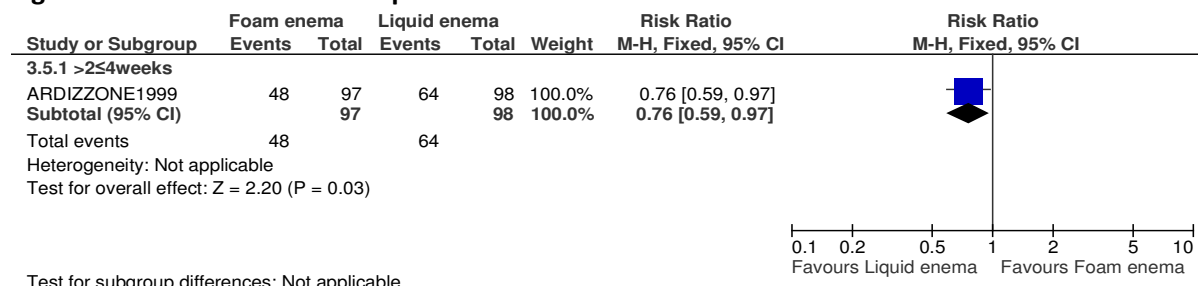 Foam enema Liquid enema Risk Ratio Risk Ratio
Study or Subgroup Events Total Events Total Weight M-H, Fixed, 95% CI M-H, Fixed, 95% CI
3.5.1 >2≤4weeks
ARDIZZONE1999 48 97 64 98 100.0% 0.76 [0.59, 0.97]
Subtotal (95% CI) 97 98 100.0% 0.76 [0.59, 0.97]
Total events 48 64
Heterogeneity: Not applicable
Test for overall effect: Z = 2.20 (P = 0.03)
0.1 0.2 0.5 1 2 5 10
Favours Liquid enema Favours Foam enema
Test for subgroup differences: Not applicable